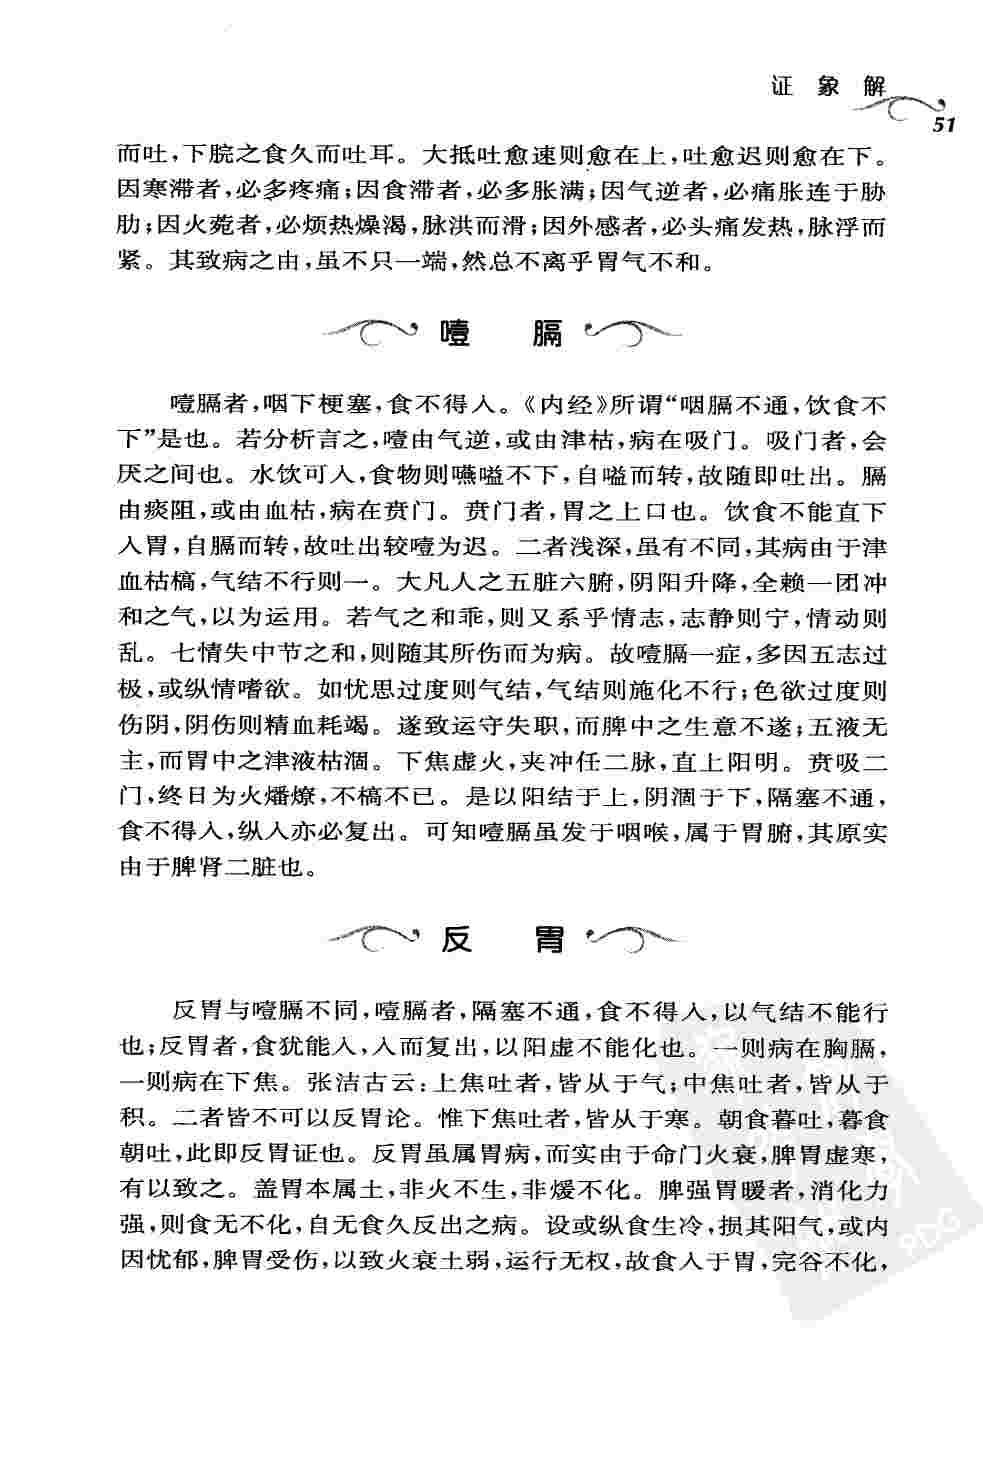 证象解
51
而吐，下脘之食久而吐耳。大抵吐愈速则愈在上，吐愈迟则愈在下。
因寒滞者，必多疼痛；因食滞者，必多胀满；因气逆者，必痛胀连于胁
肋；因火菀者，必烦热燥渴，脉洪而滑；因外感者，必头痛发热，脉浮而
紧。其致病之由，虽不只一端，然总不离乎胃气不和。
噎膈
噎膈者，咽下梗塞，食不得入。《内经》所谓“咽膈不通，饮食不
下”是也。若分析言之，噎由气逆，或由津枯，病在吸门。吸门者，会
厌之间也。水饮可入，食物则嚥嗌不下，自嗌而转，故随即吐出。膈
由痰阻，或由血枯，病在贲门。贲门者，胃之上口也。饮食不能直下
入胃，自膈而转，故吐出较噎为迟。二者浅深，虽有不同，其病由于津
血枯槁，气结不行则一。大凡人之五脏六腑，阴阳升降，全赖一团冲
和之气，以为运用。若气之和乖，则又系乎情志，志静则宁，情动则
乱。七情失中节之和，则随其所伤而为病。故噎膈一症，多因五志过
极，或纵情嗜欲。如忧思过度则气结，气结则施化不行；色欲过度则
伤阴，阴伤则精血耗竭。遂致运守失职，而脾中之生意不遂；五液无
主，而胃中之津液枯涸。下焦虚火，夹冲任二脉，直上阳明。贲吸二
门，终日为火燔燎，不槁不已。是以阳结于上，阴涸于下，隔塞不通，
食不得入，纵入亦必复出。可知噎膈虽发于咽喉，属于胃腑，其原实
由于脾肾二脏也。
反胃
反胃与噎膈不同，噎膈者，隔塞不通，食不得入，以气结不能行
也；反胃者，食犹能入，入而复出，以阳虚不能化也。一则病在胸膈，
一则病在下焦。张洁古云：上焦吐者，皆从于气；中焦吐者，皆从于
积。二者皆不可以反胃论。惟下焦吐者，皆从于寒。朝食暮吐，暮食
朝吐，此即反胃证也。反胃虽属胃病，而实由于命门火衰，脾胃虚寒，
有以致之。盖胃本属土，非火不生，非煖不化。脾强胃暖者，消化力
强，则食无不化，自无食久反出之病。设或纵食生冷，损其阳气，或内
因忧郁，脾胃受伤，以致火衰土弱，运行无权，故食入于胃，完谷不化，
PDG